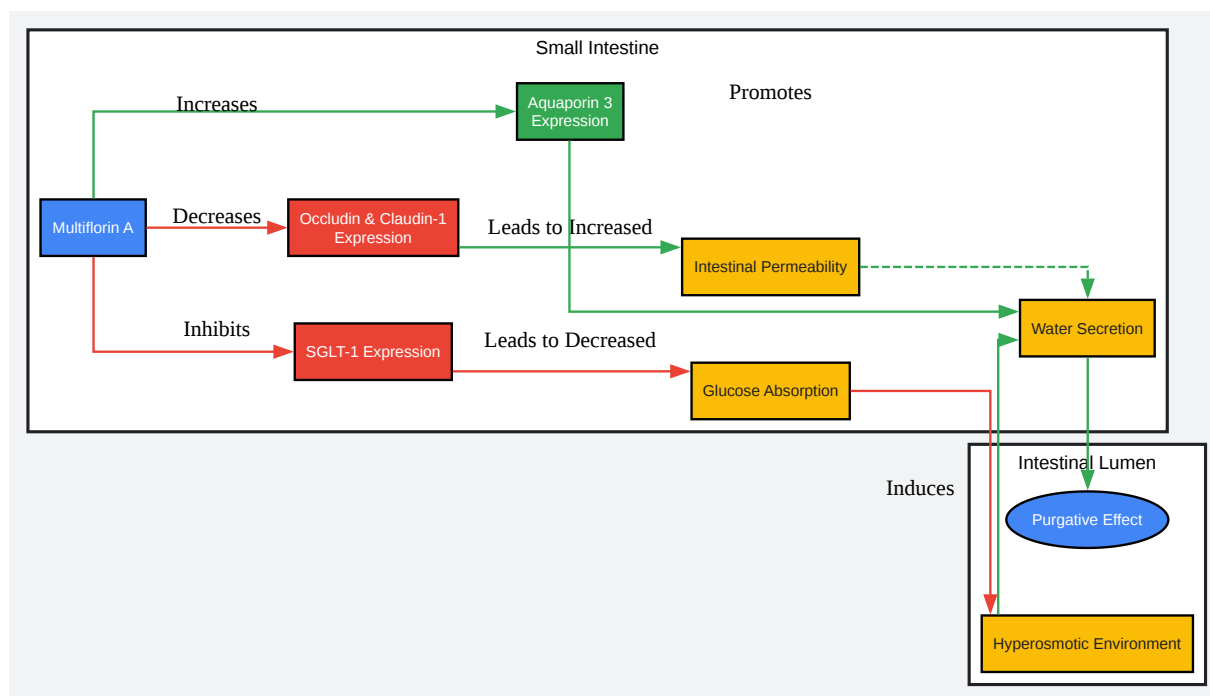 Small Intestine
Promotes
Increases
Aquaporin 3
Expression
Multiflorin A
Decreases
Occludin & Claudin-1
Expression
Leads to Increased
Intestinal Permeability
Water Secretion
Inhibits
SGLT-1 Expression
Leads to Decreased
Glucose Absorption
Intestinal Lumen
Induces
Purgative Effect
Hyperosmotic Environment